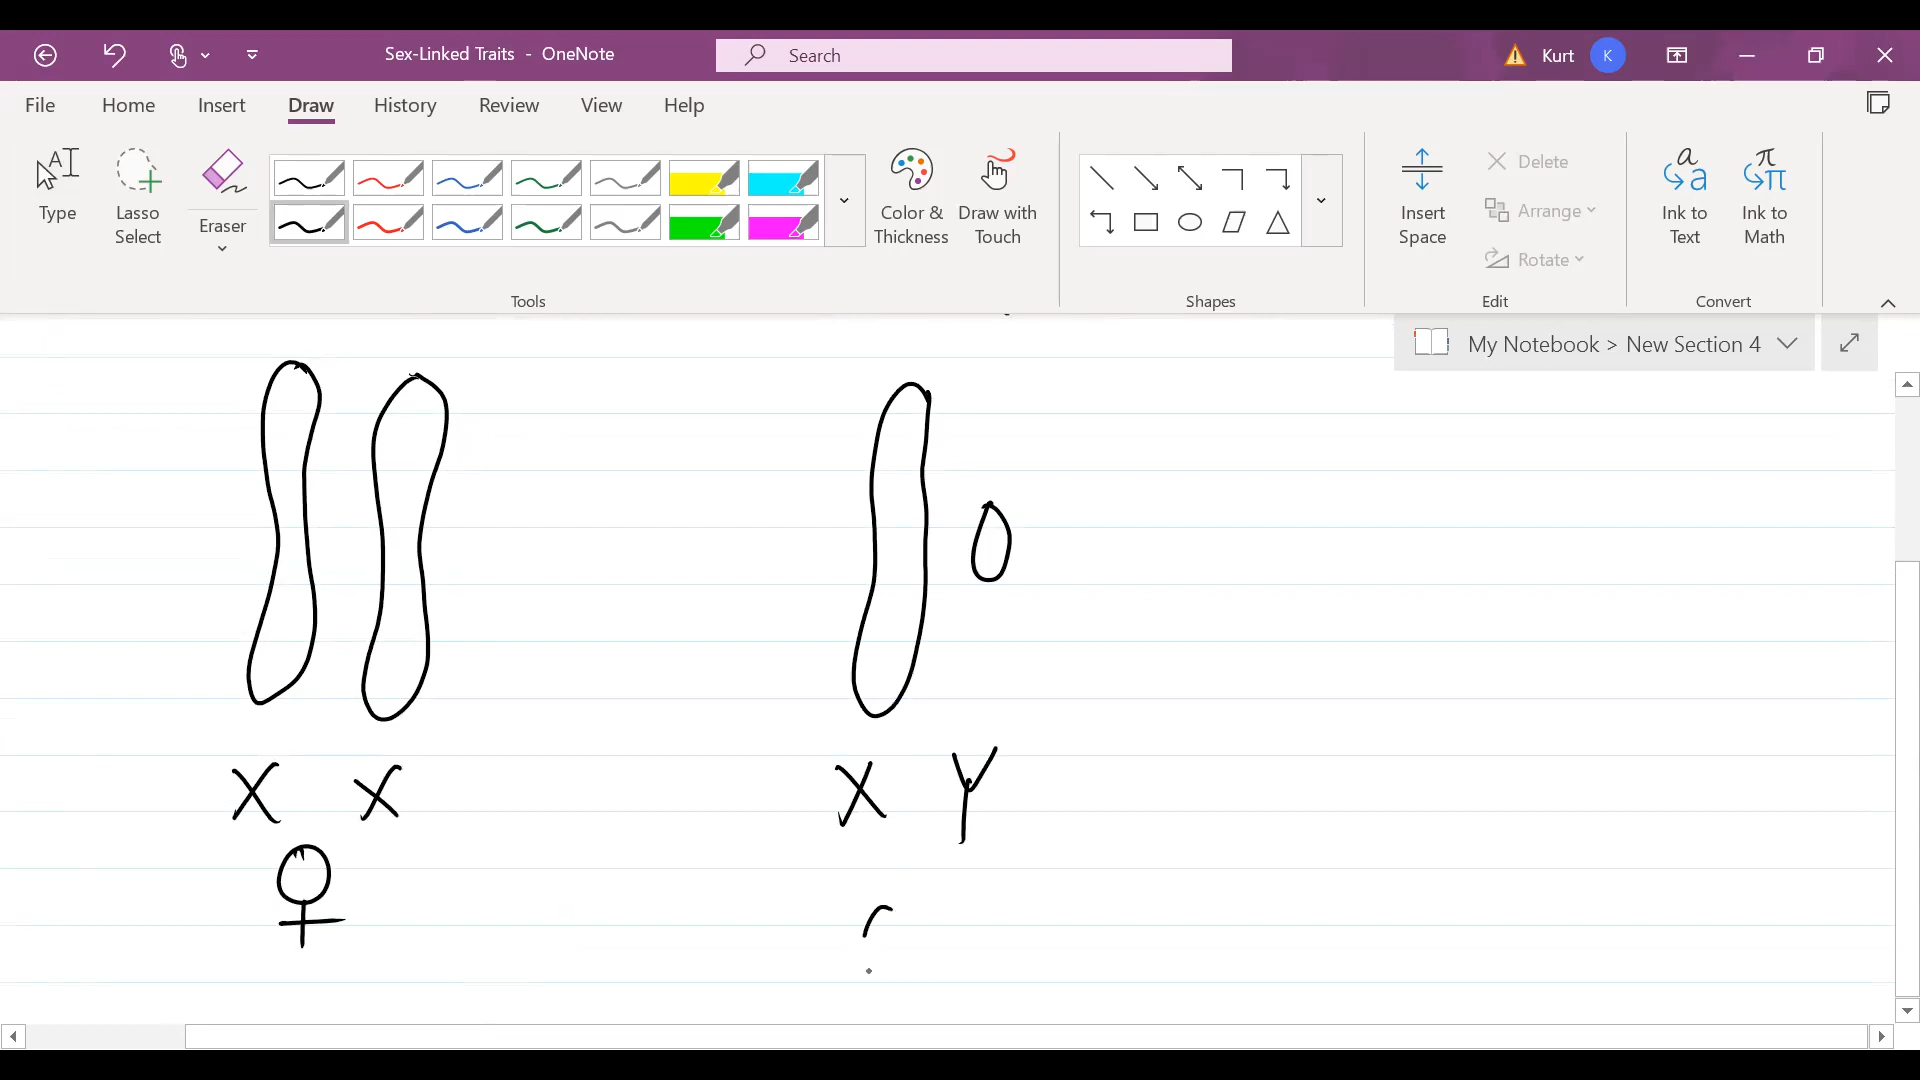 Sex-Linked Traits - OneNote
Search
Kurt
K
File Home Insert Draw History Review View Help
Type
Lasso Select
Eraser
Color & Thickness
Draw with Touch
Insert Space
Delete
Arrange
Rotate
Ink to Text
Ink to Math
Tools
Shapes
Edit
Convert
My Notebook > New Section 4
X X
X Y